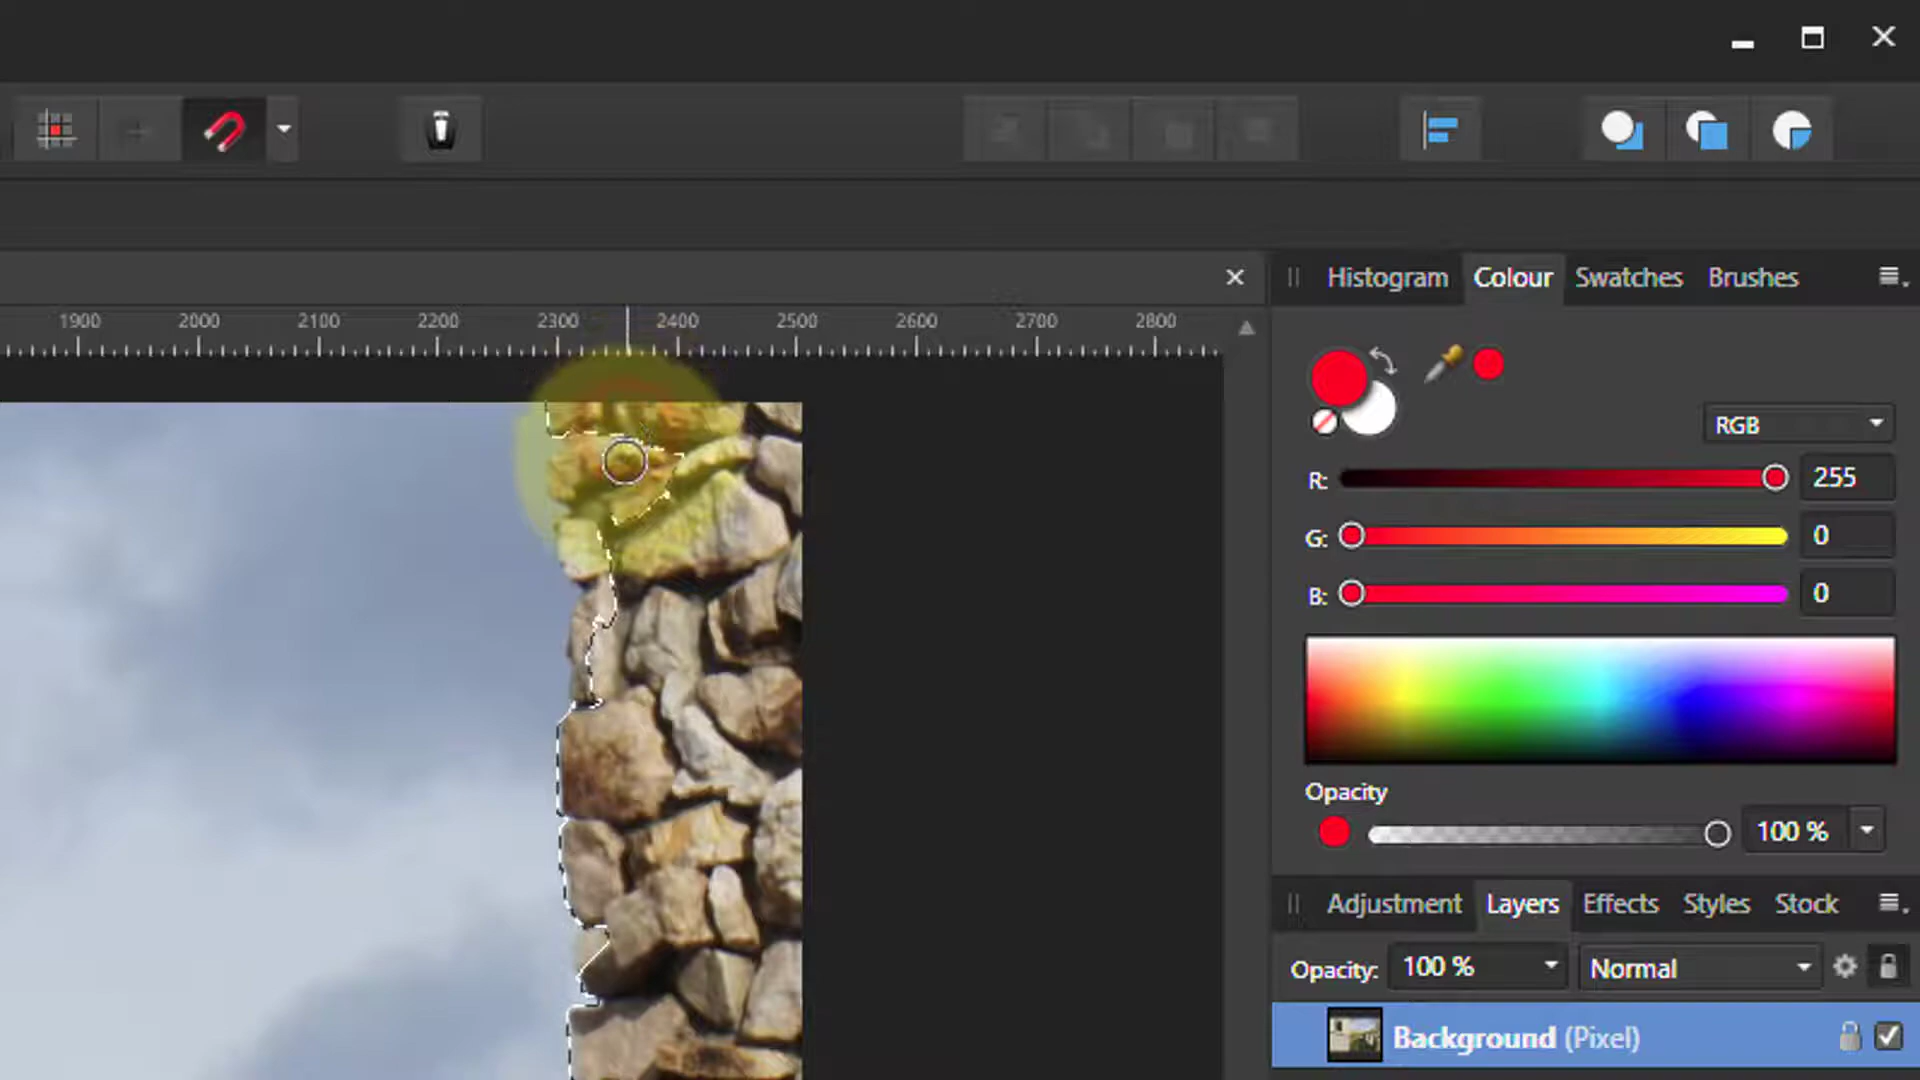 Histogram Colour Swatches Brushes
1900 2000 2100 2200 2300 2400 2500 2600 2700 2800
RGB
R: 255
G: 0
B: 0
Opacity
100 %
Adjustment Layers Effects Styles Stock
Opacity: 100 % Normal
Background (Pixel)